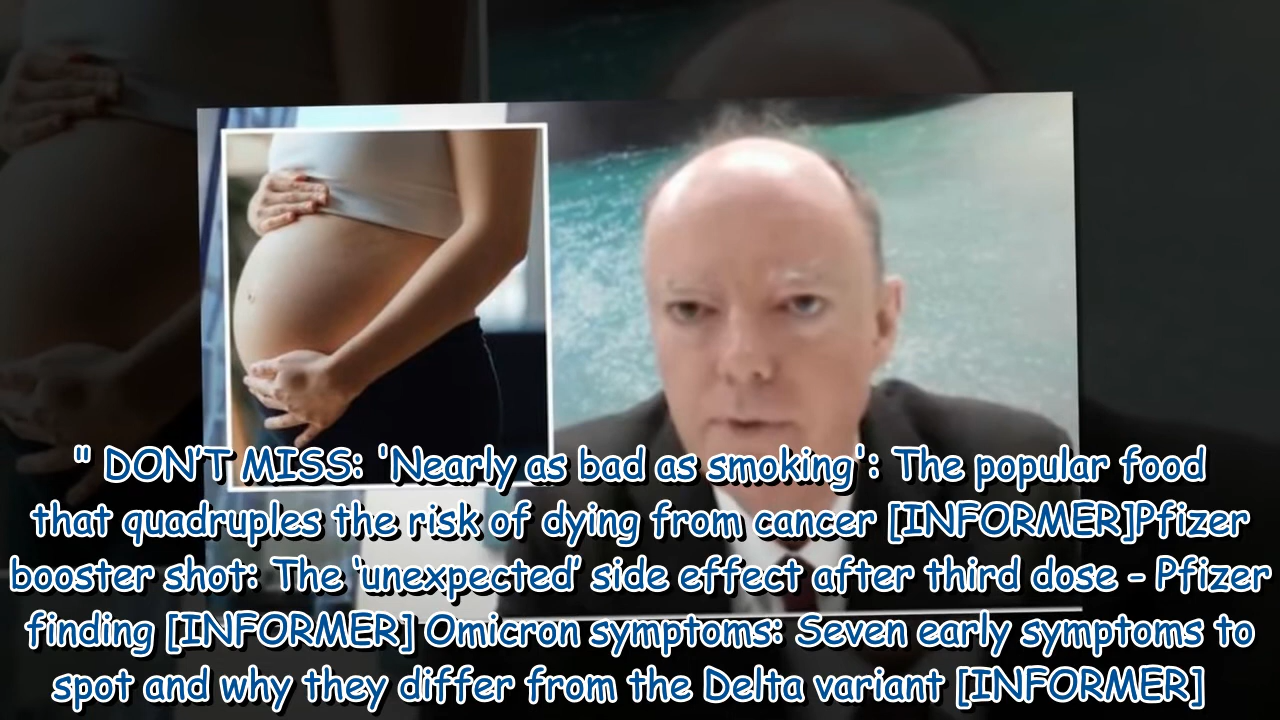 " DON'T MISS: 'Nearly as bad as smoking': The popular food
that quadruples the risk of dying from cancer [INFORMER]Pfizer
booster shot: The ‘unexpected’ side effect after third dose - Pfizer
finding [INFORMER] Omicron symptoms: Seven early symptoms to
spot and why they differ from the Delta variant [INFORMER]